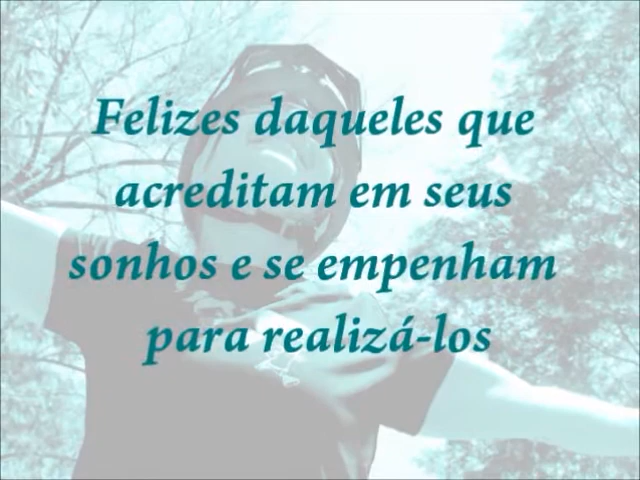 Felizes daqueles que
acreditam em seus
sonhos e se empenham
para realizá-los